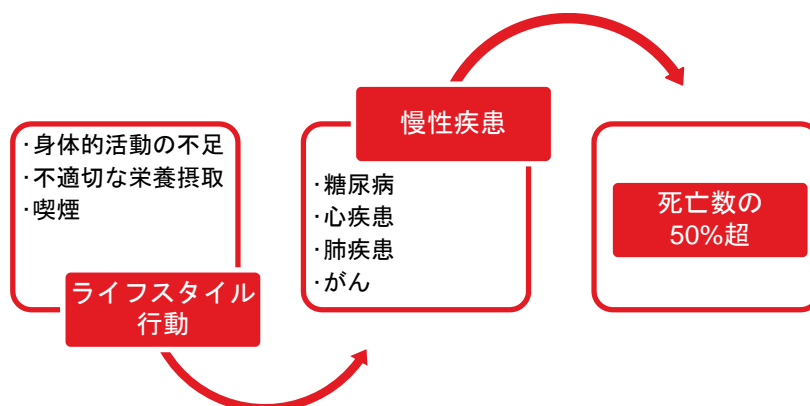 ·身体的活動の不足
·不適切な栄養摂取
·喫煙
ライフスタイル
行動
慢性疾患
·糖尿病
·心疾患
·肺疾患
·がん
死亡数の
50%超